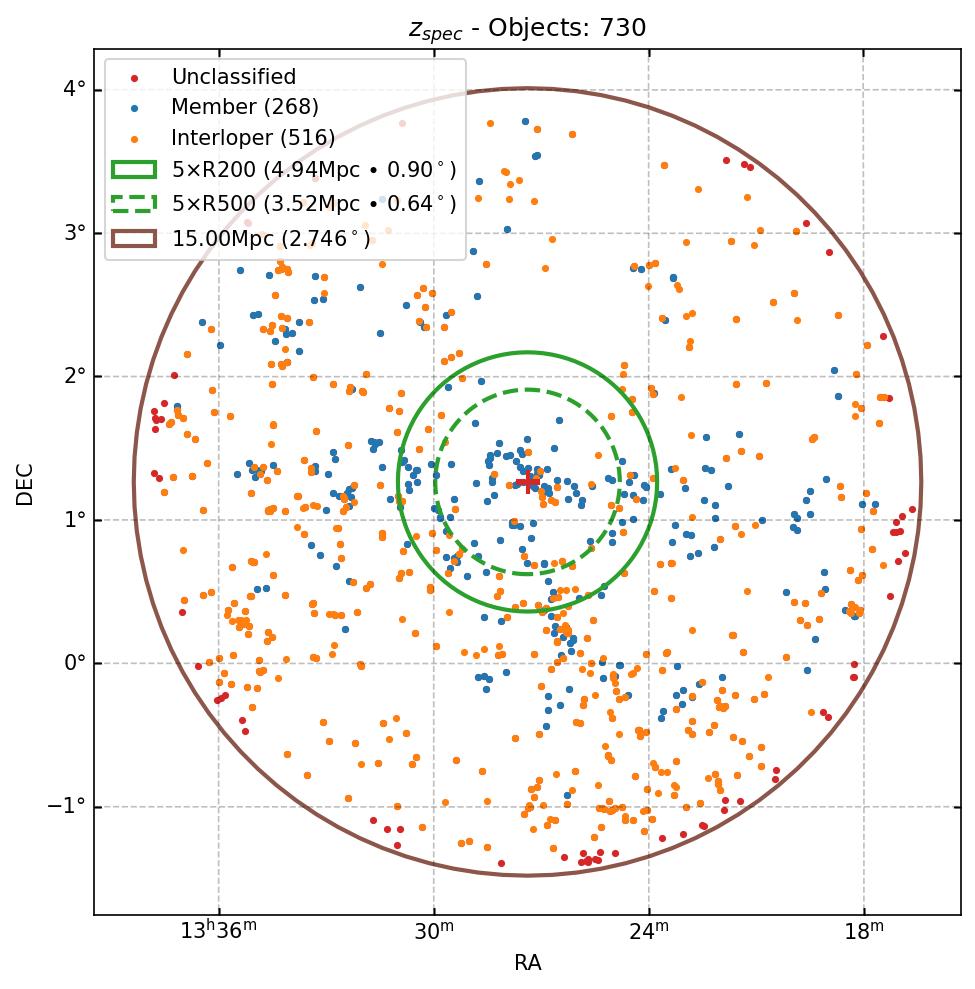 z_spec - Objects: 730
Unclassified
Member (268)
Interloper (516)
5×R200 (4.94Mpc • 0.90°)
5×R500 (3.52Mpc • 0.64°)
15.00Mpc (2.746°)
4°
3°
2°
1°
0°
−1°
DEC
13ʰ36ᵐ 30ᵐ 24ᵐ 18ᵐ
RA